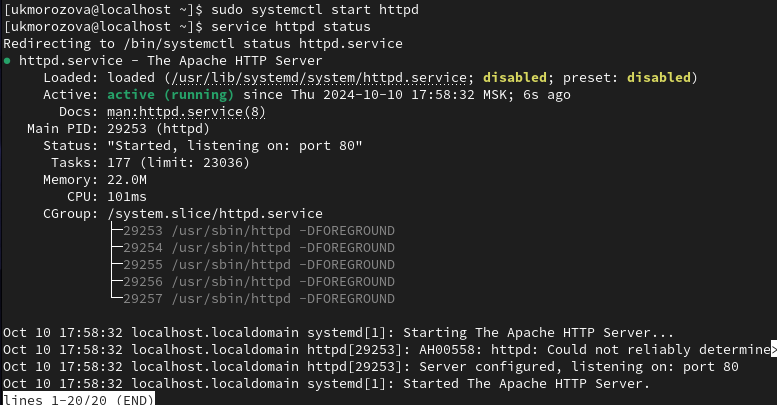 [ukmorozova@localhost ~]$ sudo systemctl start httpd
[ukmorozova@localhost ~]$ service httpd status
Redirecting to /bin/systemctl status httpd.service
● httpd.service – The Apache HTTP Server
     Loaded: loaded (/usr/lib/systemd/system/httpd.service; disabled; preset: disabled)
     Active: active (running) since Thu 2024-10-10 17:58:32 MSK; 6s ago
       Docs: man:httpd.service(8)
   Main PID: 29253 (httpd)
     Status: "Started, listening on: port 80"
      Tasks: 177 (limit: 23036)
     Memory: 22.0M
        CPU: 101ms
     CGroup: /system.slice/httpd.service
             ├─29253 /usr/sbin/httpd -DFOREGROUND
             ├─29254 /usr/sbin/httpd -DFOREGROUND
             ├─29255 /usr/sbin/httpd -DFOREGROUND
             ├─29256 /usr/sbin/httpd -DFOREGROUND
             └─29257 /usr/sbin/httpd -DFOREGROUND
Oct 10 17:58:32 localhost.localdomain systemd[1]: Starting The Apache HTTP Server...
Oct 10 17:58:32 localhost.localdomain httpd[29253]: AH00558: httpd: Could not reliably determine>
Oct 10 17:58:32 localhost.localdomain httpd[29253]: Server configured, listening on: port 80
Oct 10 17:58:32 localhost.localdomain systemd[1]: Started The Apache HTTP Server.
lines 1-20/20 (END)